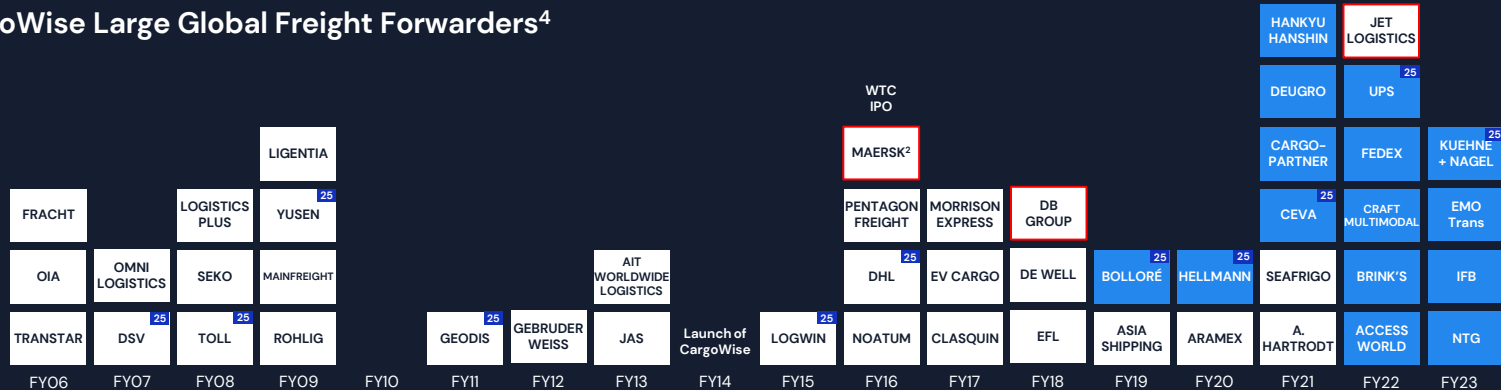 oWise Large Global Freight Forwarders4
HANKYU
HANSHIN
JET
LOGISTICS
DEUGRO
25
UPS
WTC
IPO
LIGENTIA
MAERSK2
CARGO-
PARTNER
FEDEX
25
KUEHNE
+ NAGEL
FRACHT
LOGISTICS
PLUS
25
YUSEN
PENTAGON
FREIGHT
MORRISON
EXPRESS
DB
GROUP
25
CEVA
CRAFT
MULTIMODAL
EMO
Trans
OIA
OMNI
LOGISTICS
SEKO
MAINFREIGHT
AIT
WORLDWIDE
LOGISTICS
25
DHL
EV CARGO
DE WELL
25
BOLLORÉ
25
HELLMANN
SEAFRIGO
BRINK'S
IFB
TRANSTAR
25
DSV
25
TOLL
ROHLIG
25
GEODIS
GEBRUDER
WEISS
JAS
Launch of
CargoWise
25
LOGWIN
NOATUM
CLASQUIN
EFL
ASIA
SHIPPING
ARAMEX
A.
HARTRODT
ACCESS
WORLD
NTG
FY06 FY07 FY08 FY09 FY10 FY11 FY12 FY13 FY14 FY15 FY16 FY17 FY18 FY19 FY20 FY21 FY22 FY23